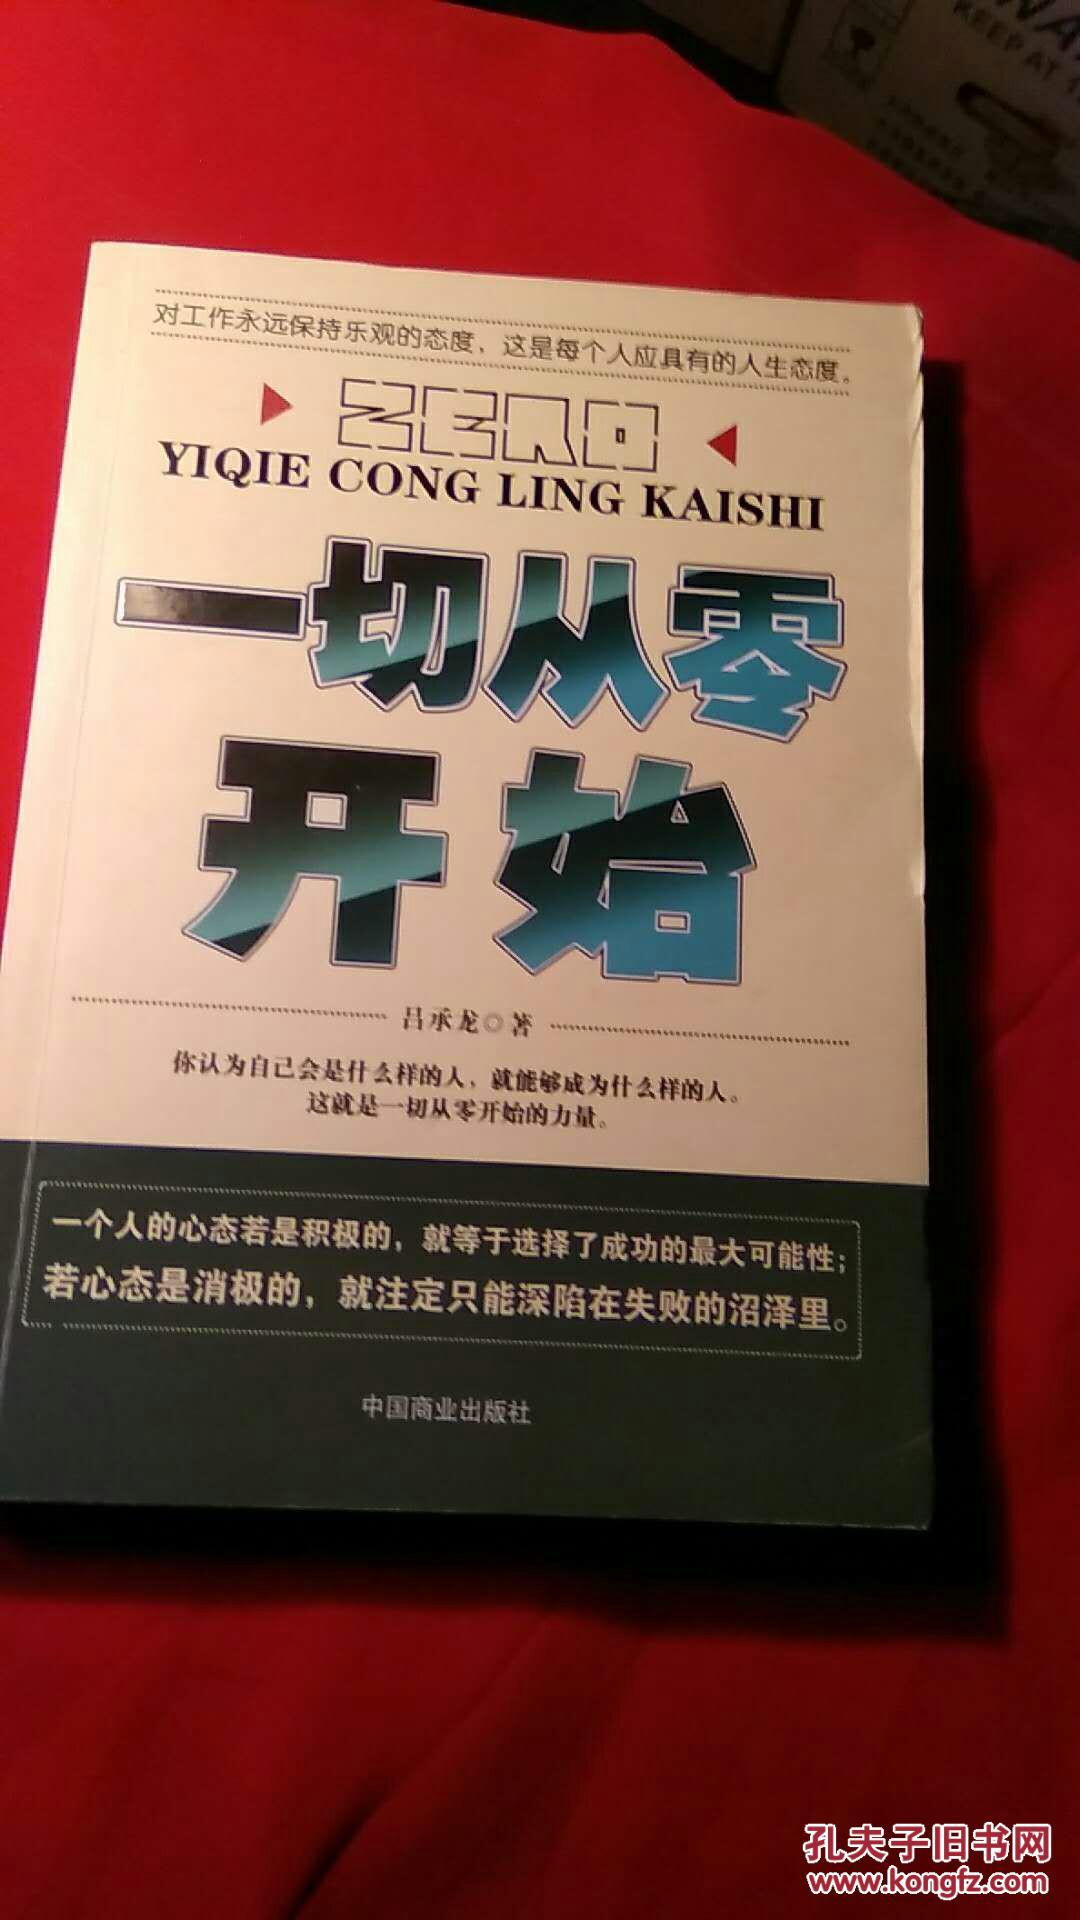 KEEP AT
对工作永远保持乐观的态度，这是每个人应具有的人生态度。
ZERO
YIQIE CONG LING KAISHI
一切从零
开始
吕承龙◎著
你认为自己会是什么样的人，就能够成为什么样的人。
这就是一切从零开始的力量。
一个人的心态若是积极的，就等于选择了成功的最大可能性；
若心态是消极的，就注定只能深陷在失败的沼泽里。
中国商业出版社
孔夫子旧书网
www.kongfz.com